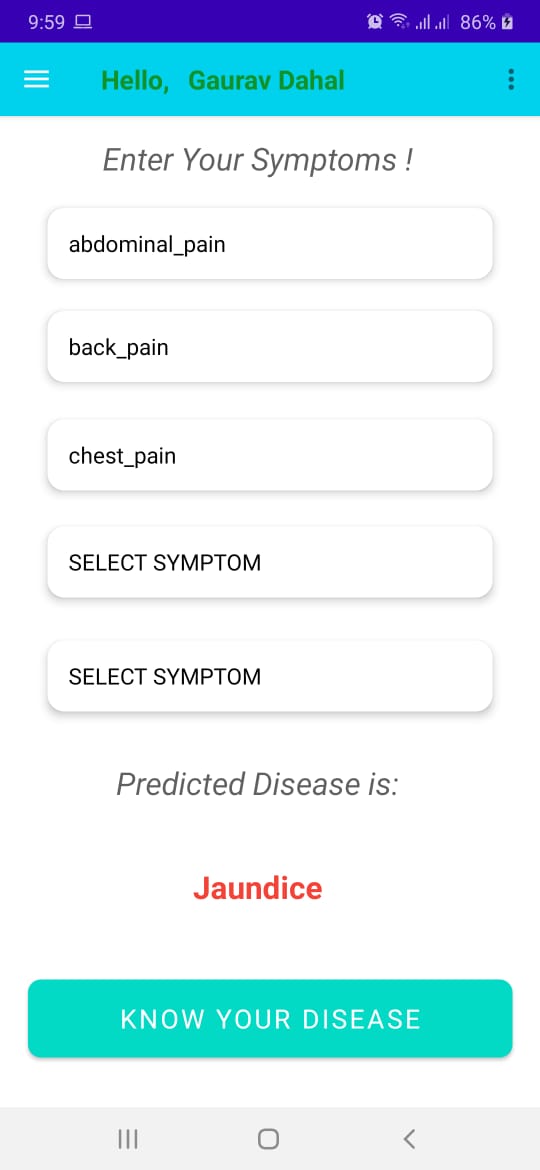 9:59
86%
Hello, Gaurav Dahal
Enter Your Symptoms !
abdominal_pain
back_pain
chest_pain
SELECT SYMPTOM
SELECT SYMPTOM
Predicted Disease is:
Jaundice
KNOW YOUR DISEASE